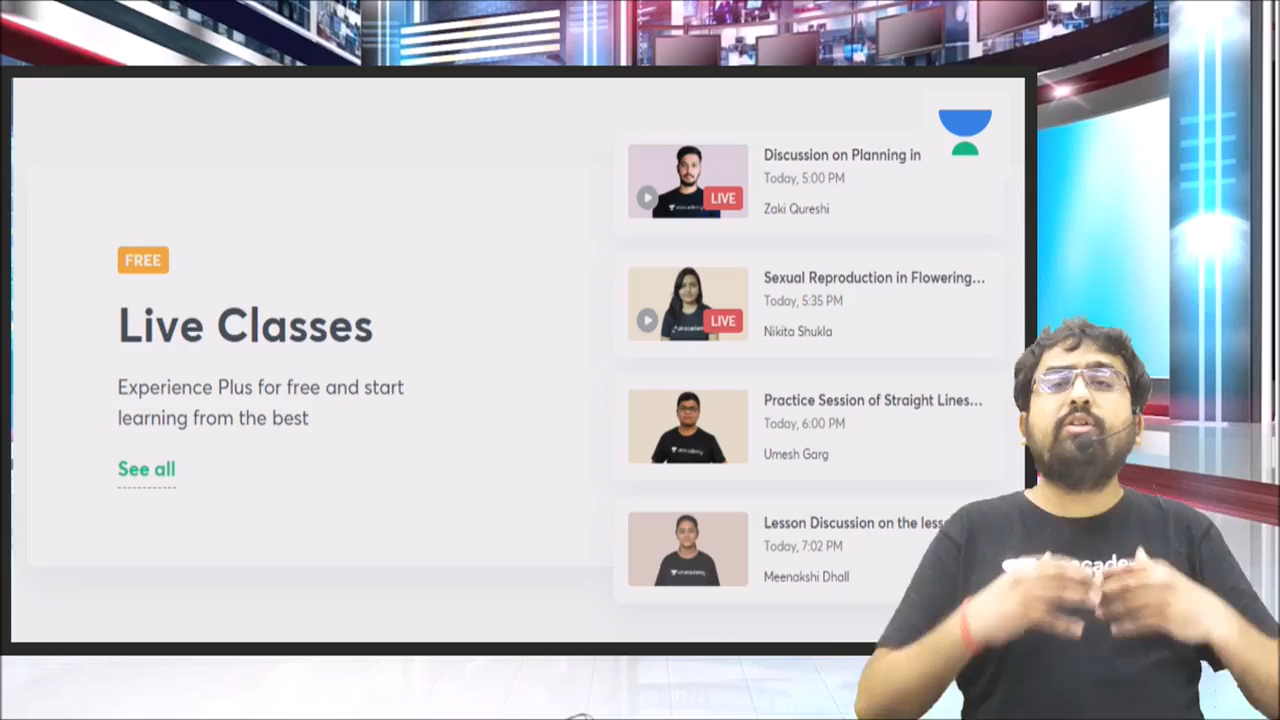 FREE
Live Classes
Experience Plus for free and start
learning from the best
See all
Discussion on Planning in
Today, 5:00 PM
LIVE
Zaki Qureshi
Sexual Reproduction in Flowering...
Today, 5:35 PM
LIVE
Nikita Shukla
Practice Session of Straight Lines...
Today, 6:00 PM
Umesh Garg
Lesson Discussion on the
Today, 7:02 PM
Meenakshi Dhall